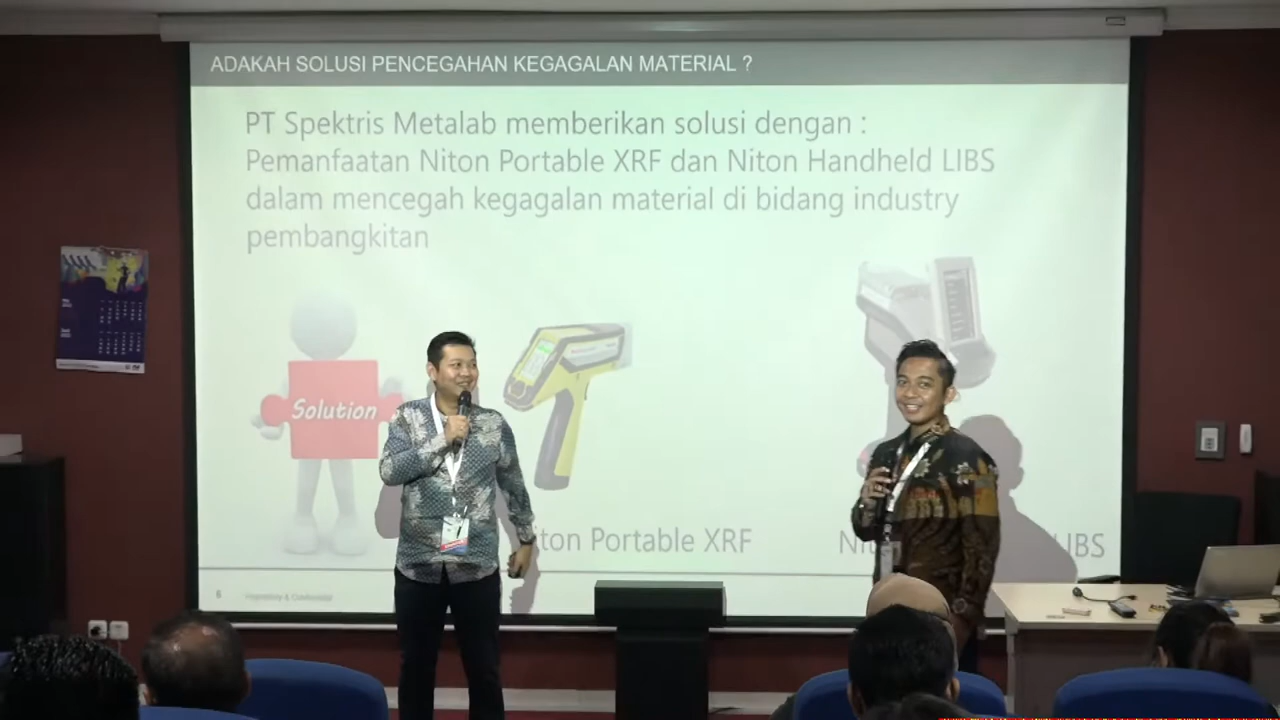 ADAKAH SOLUSI PENCEGAHAN KEGAGALAN MATERIAL ?
PT Spektris Metalab memberikan solusi dengan :
Pemanfaatan Niton Portable XRF dan Niton Handheld LIBS
dalam mencegah kegagalan material di bidang industry
pembangkitan
Solution
Portable XRF
LIBS
6